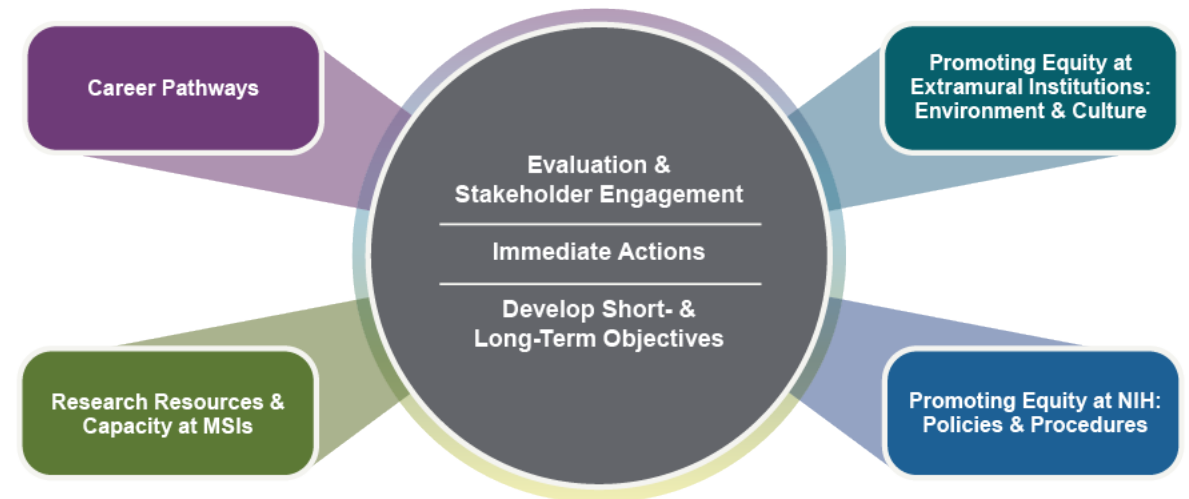 Career Pathways
Promoting Equity at
Extramural Institutions:
Environment & Culture
Evaluation &
Stakeholder Engagement
Immediate Actions
Develop Short- &
Long-Term Objectives
Research Resources &
Capacity at MSIs
Promoting Equity at NIH:
Policies & Procedures